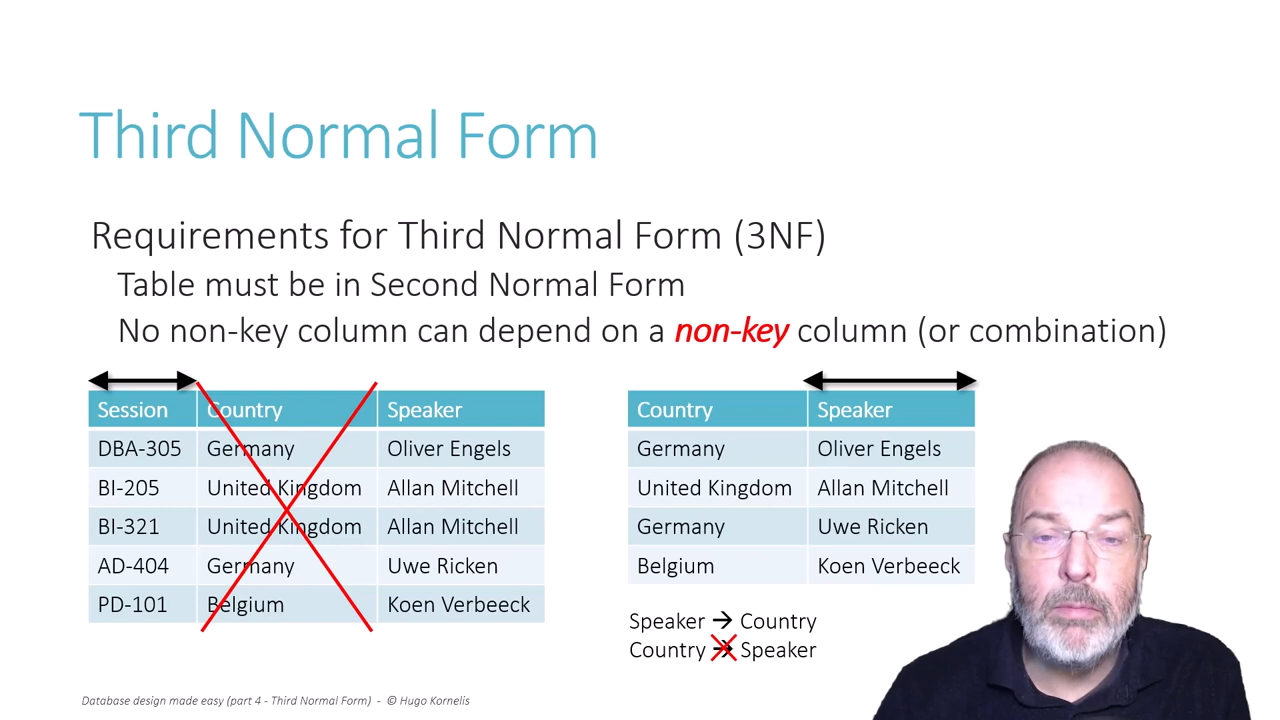 Third Normal Form
Requirements for Third Normal Form (3NF)
Table must be in Second Normal Form
No non-key column can depend on a non-key column (or combination)
Session Country Speaker
DBA-305 Germany Oliver Engels
BI-205 United Kingdom Allan Mitchell
BI-321 United Kingdom Allan Mitchell
AD-404 Germany Uwe Ricken
PD-101 Belgium Koen Verbeeck
Country Speaker
Germany Oliver Engels
United Kingdom Allan Mitchell
Germany Uwe Ricken
Belgium Koen Verbeeck
Speaker → Country
Country → Speaker
Database design made easy (part 4 - Third Normal Form) - © Hugo Kornelis